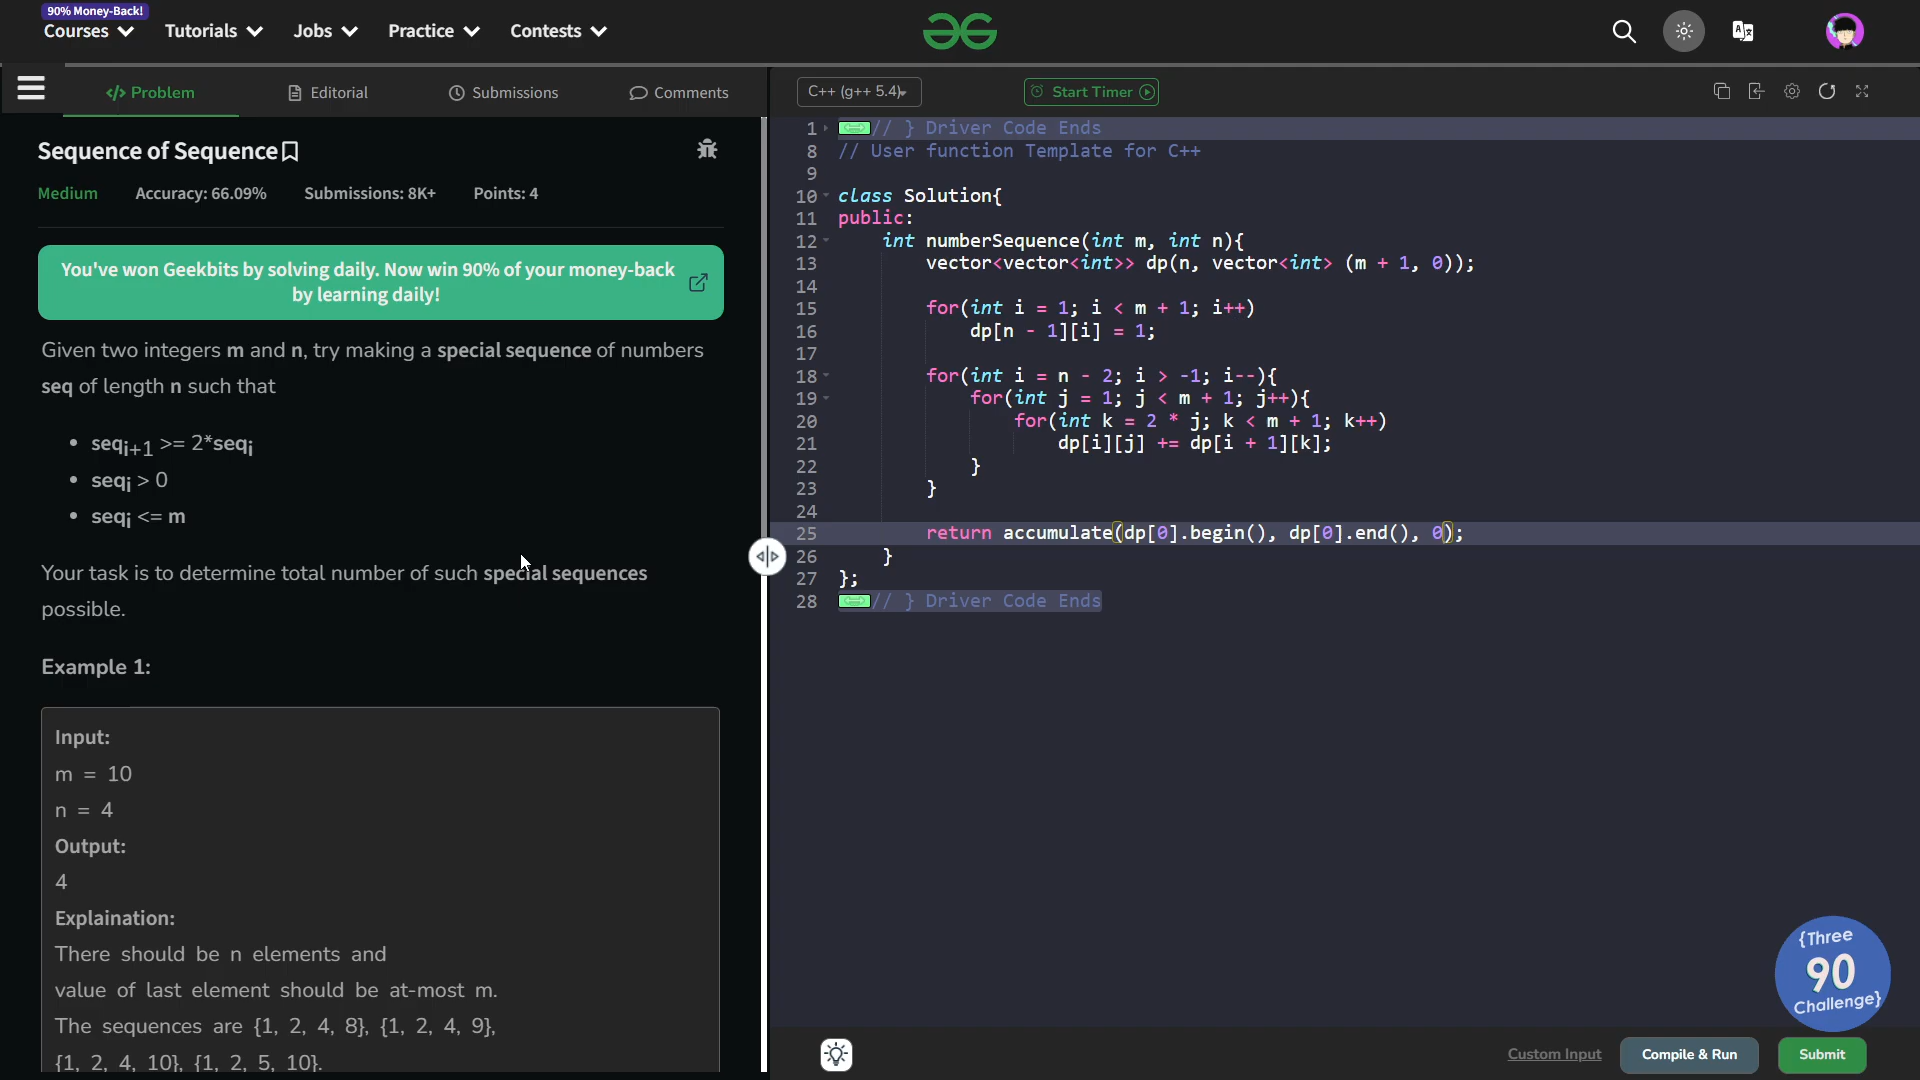 90% Money-Back!
Courses Tutorials Jobs Practice Contests
Problem Editorial Submissions Comments
C++ (g++ 5.4) Start Timer
Sequence of Sequence
Medium Accuracy: 66.09% Submissions: 8K+ Points: 4
You've won Geekbits by solving daily. Now win 90% of your money-back
by learning daily!
Given two integers m and n, try making a special sequence of numbers
seq of length n such that
• seqi+1 >= 2*seqi
• seqi > 0
• seqi <= m
Your task is to determine total number of such special sequences
possible.
Example 1:
Input:
m = 10
n = 4
Output:
4
Explaination:
There should be n elements and
value of last element should be at-most m.
The sequences are {1, 2, 4, 8}, {1, 2, 4, 9},
{1, 2, 4, 10}, {1, 2, 5, 10}.
1 // } Driver Code Ends
8 // User function Template for C++
9
10 class Solution{
11 public:
12 int numberSequence(int m, int n){
13 vector<vector<int>> dp(n, vector<int> (m + 1, 0));
14
15 for(int i = 1; i < m + 1; i++)
16 dp[n - 1][i] = 1;
17
18 for(int i = n - 2; i > -1; i--){
19 for(int j = 1; j < m + 1; j++){
20 for(int k = 2 * j; k < m + 1; k++)
21 dp[i][j] += dp[i + 1][k];
22 }
23 }
24
25 return accumulate(dp[0].begin(), dp[0].end(), 0);
26 }
27 };
28 // } Driver Code Ends
{Three
90
Challenge}
Custom Input Compile & Run Submit